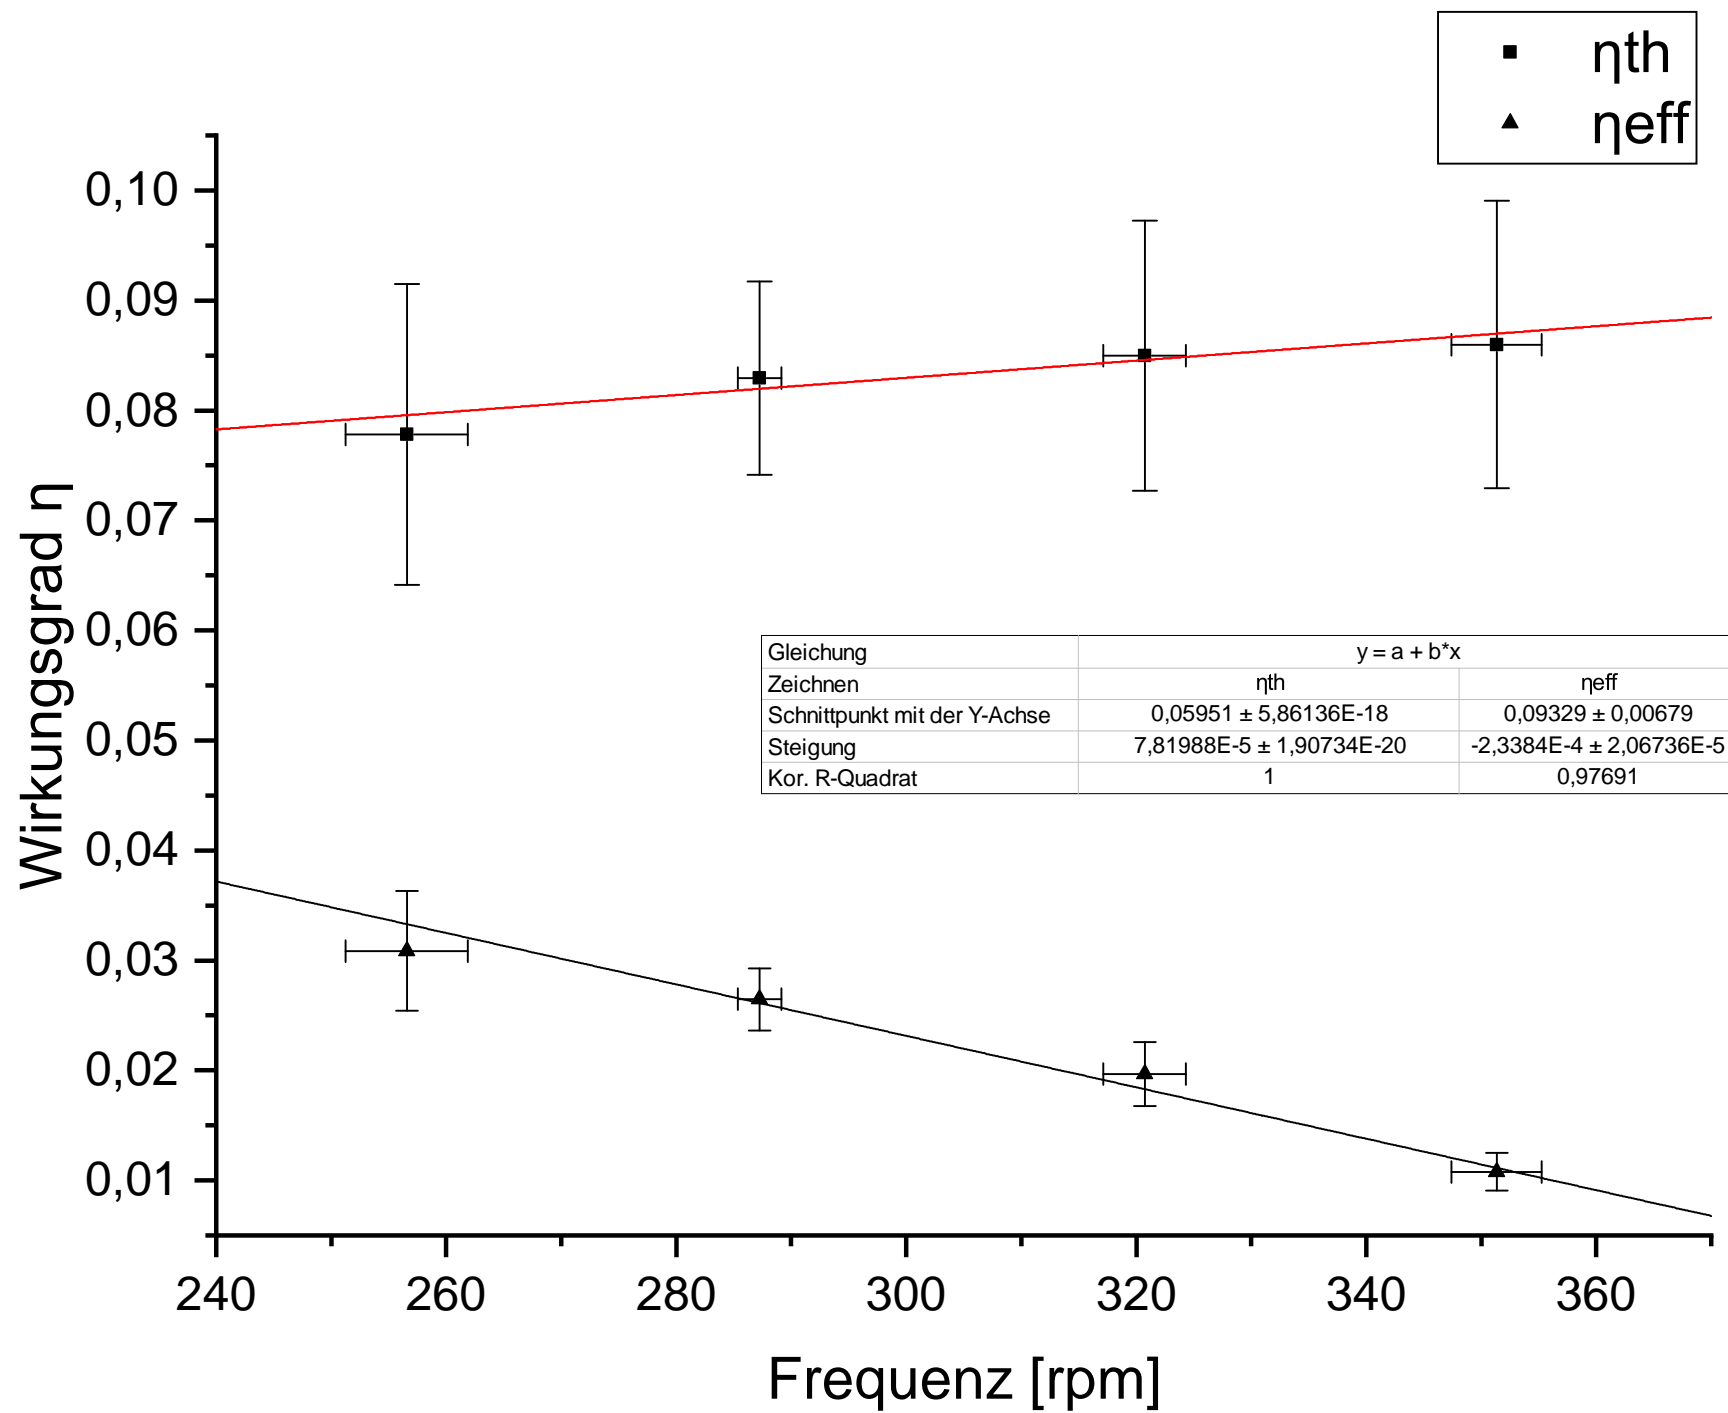 ηth
ηeff
0,10
0,09
0,08
0,07
0,06
0,05
0,04
0,03
0,02
0,01
Wirkungsgrad η
Gleichung y = a + b*x
Zeichnen ηth ηeff
Schnittpunkt mit der Y-Achse 0,05951 ± 5,86136E-18 0,09329 ± 0,00679
Steigung 7,81988E-5 ± 1,90734E-20 -2,3384E-4 ± 2,06736E-5
Kor. R-Quadrat 1 0,97691
240 260 280 300 320 340 360
Frequenz [rpm]